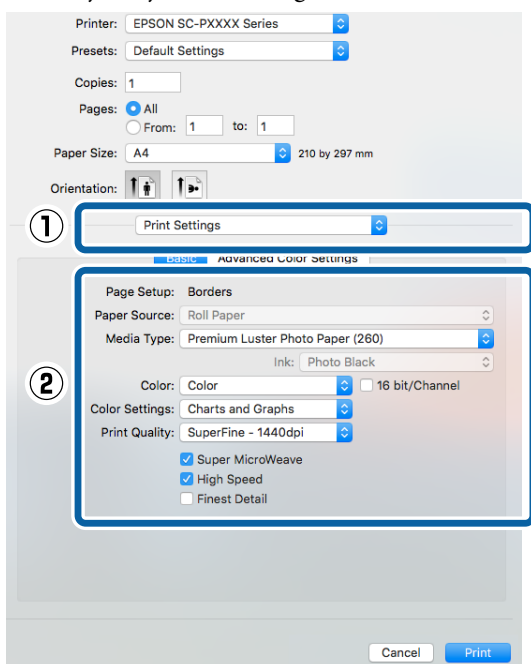 Printer: EPSON SC-PXXXX Series
Presets: Default Settings
Copies: 1
Pages: All
From: 1 to: 1
Paper Size: A4 210 by 297 mm
Orientation:
1 Print Settings
Basic Advanced Color Settings
2
Page Setup: Borders
Paper Source: Roll Paper
Media Type: Premium Luster Photo Paper (260)
Ink: Photo Black
Color: Color 16 bit/Channel
Color Settings: Charts and Graphs
Print Quality: SuperFine - 1440dpi
Super MicroWeave
High Speed
Finest Detail
Cancel Print